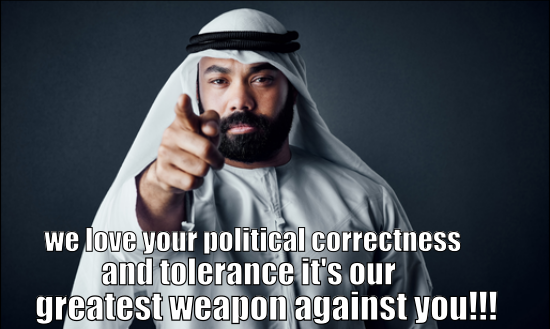 we love your political correctness
and tolerance it's our
greatest weapon against you!!!